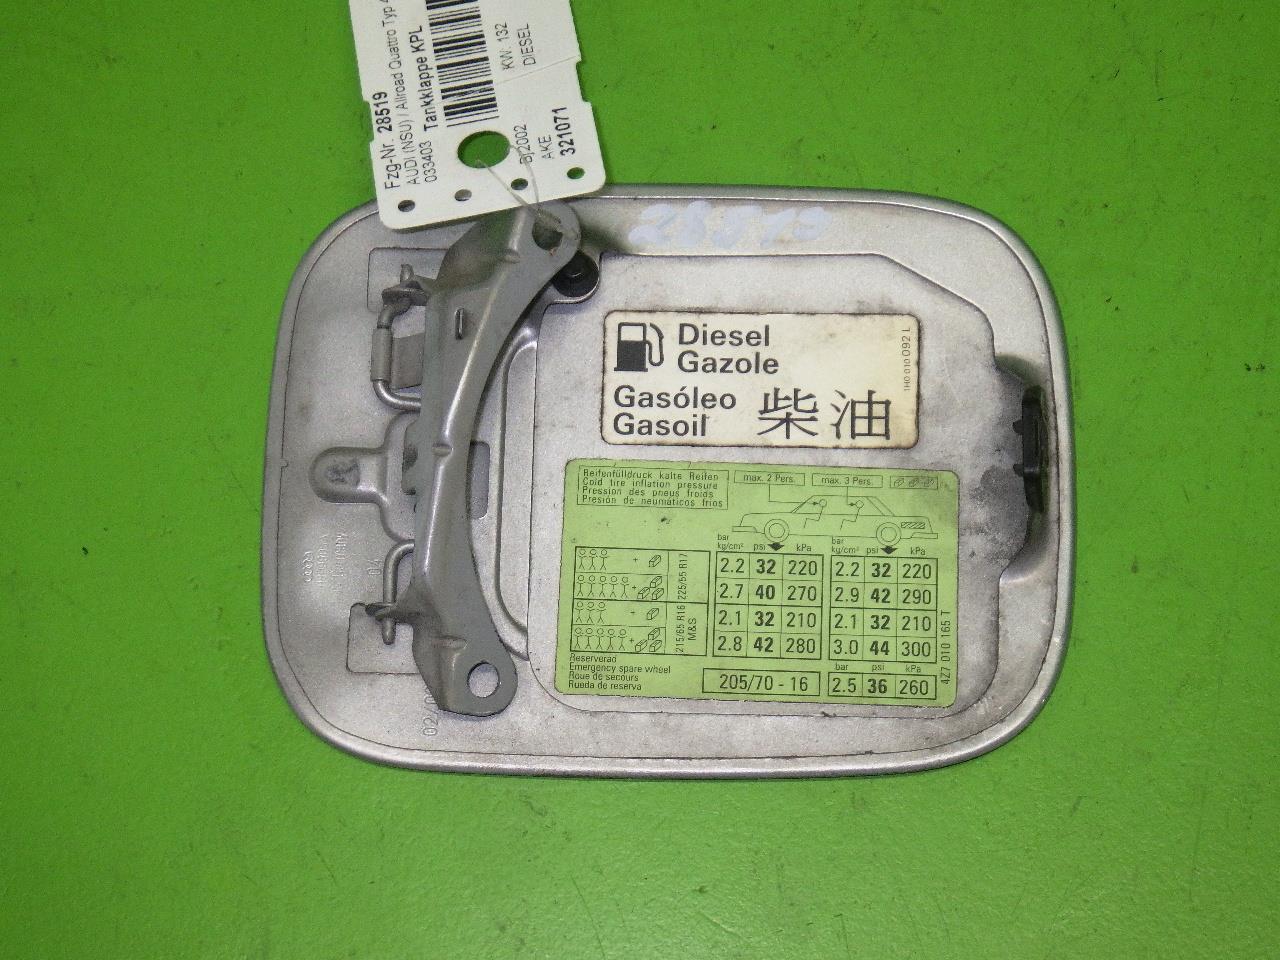 Fzg-Nr. 28519
AUDI (NSU) / Allroad Quattro Typ 4
033403 Tankklappe KPL
KW: 132
DIESEL
Bj2002
AKE
321071
28519
Diesel
Gazole
Gasóleo
Gasoil 柴油
1H0 010 092 L
Reifenfülldruck kalte Reifen
Cold tire inflation pressure
Pression des pneus froids
Presión de neumáticos frios
max. 2 Pers. max. 3 Pers.
bar psi kPa bar psi kPa
kg/cm² kg/cm²
225/55 R17
2.2 32 220 2.2 32 220
2.7 40 270 2.9 42 290
215/65 R16
M&S
2.1 32 210 2.1 32 210
2.8 42 280 3.0 44 300
Reserverad
Emergency spare wheel
Roue de secours
Rueda de reserva
205/70 - 16
bar psi kPa
2.5 36 260
4Z7 010 165 T